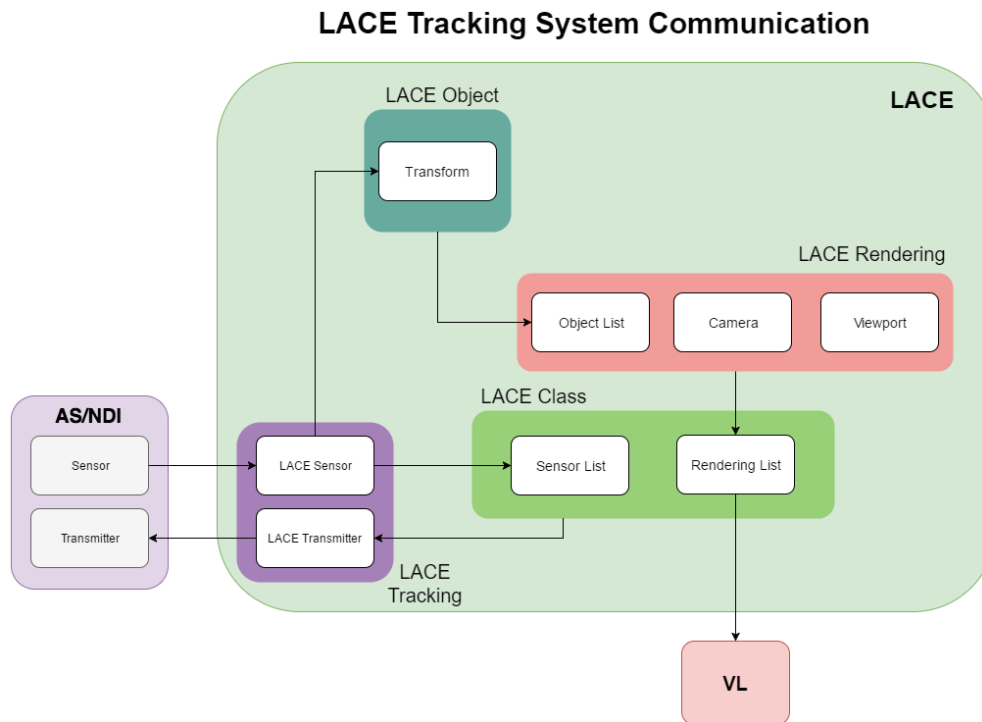 LACE Tracking System Communication
LACE Object
LACE
Transform
LACE Rendering
Object List
Camera
Viewport
LACE Class
AS/NDI
Sensor
LACE Sensor
Sensor List
Rendering List
Transmitter
LACE Transmitter
LACE
Tracking
VL